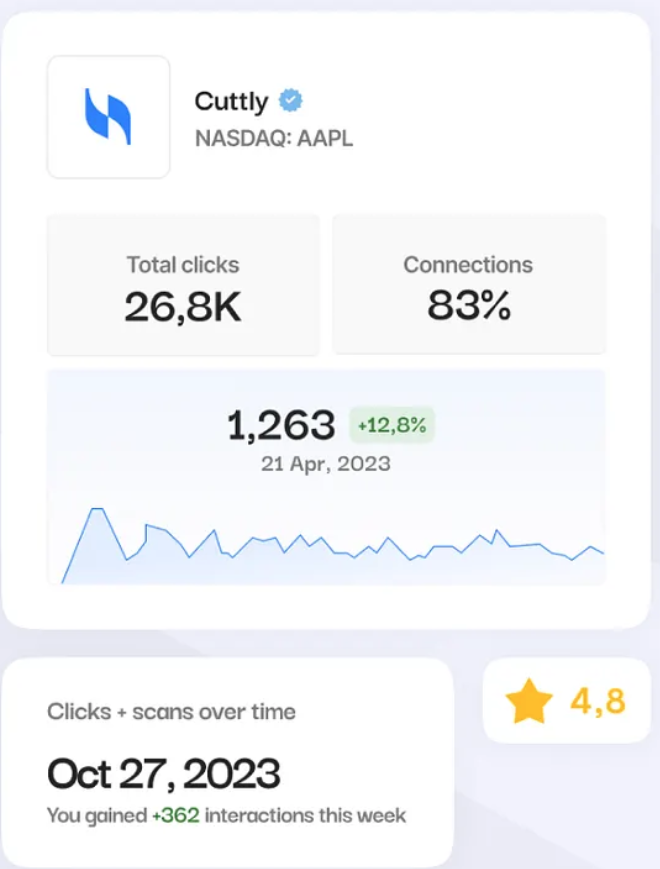 Cuttly
NASDAQ: AAPL
Total clicks
26,8K
Connections
83%
1,263 +12,8%
21 Apr, 2023
Clicks + scans over time
Oct 27, 2023
You gained +362 interactions this week
4,8